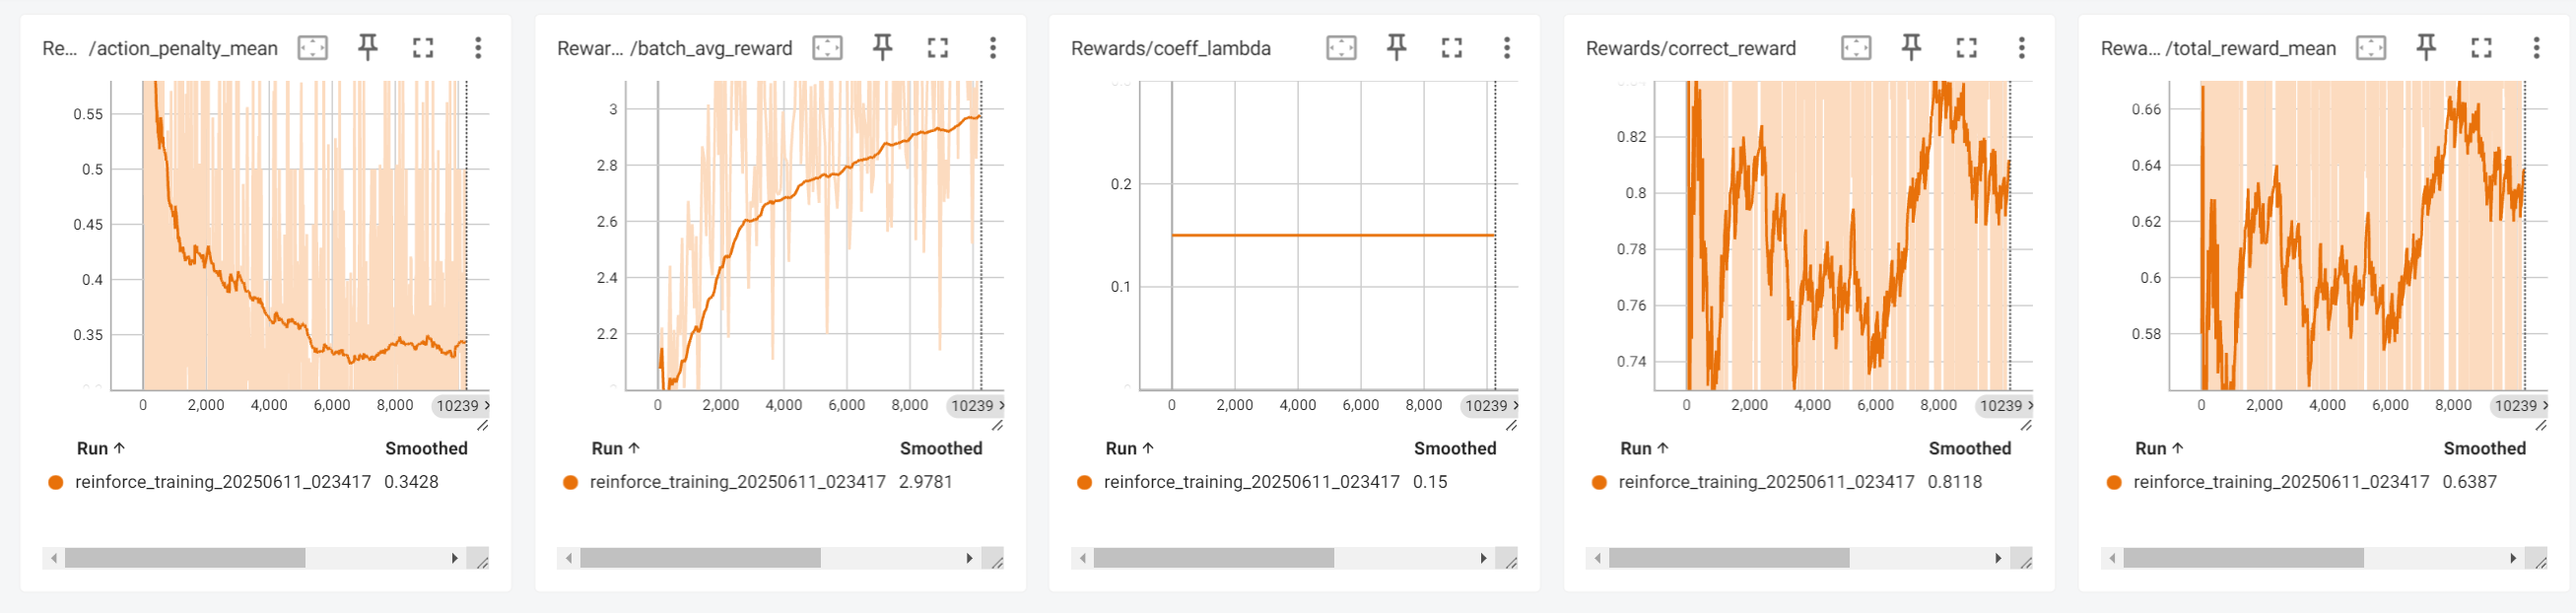 Re... /action_penalty_mean
0.55
0.5
0.45
0.4
0.35
0 2,000 4,000 6,000 8,000 10239
Run ↑ Smoothed
reinforce_training_20250611_023417 0.3428
Rewar... /batch_avg_reward
3
2.8
2.6
2.4
2.2
0 2,000 4,000 6,000 8,000 10239
Run ↑ Smoothed
reinforce_training_20250611_023417 2.9781
Rewards/coeff_lambda
0.2
0.1
0 2,000 4,000 6,000 8,000 10239
Run ↑ Smoothed
reinforce_training_20250611_023417 0.15
Rewards/correct_reward
0.82
0.8
0.78
0.76
0.74
0 2,000 4,000 6,000 8,000 10239
Run ↑ Smoothed
reinforce_training_20250611_023417 0.8118
Rewa... /total_reward_mean
0.66
0.64
0.62
0.6
0.58
0 2,000 4,000 6,000 8,000 10239
Run ↑ Smoothed
reinforce_training_20250611_023417 0.6387